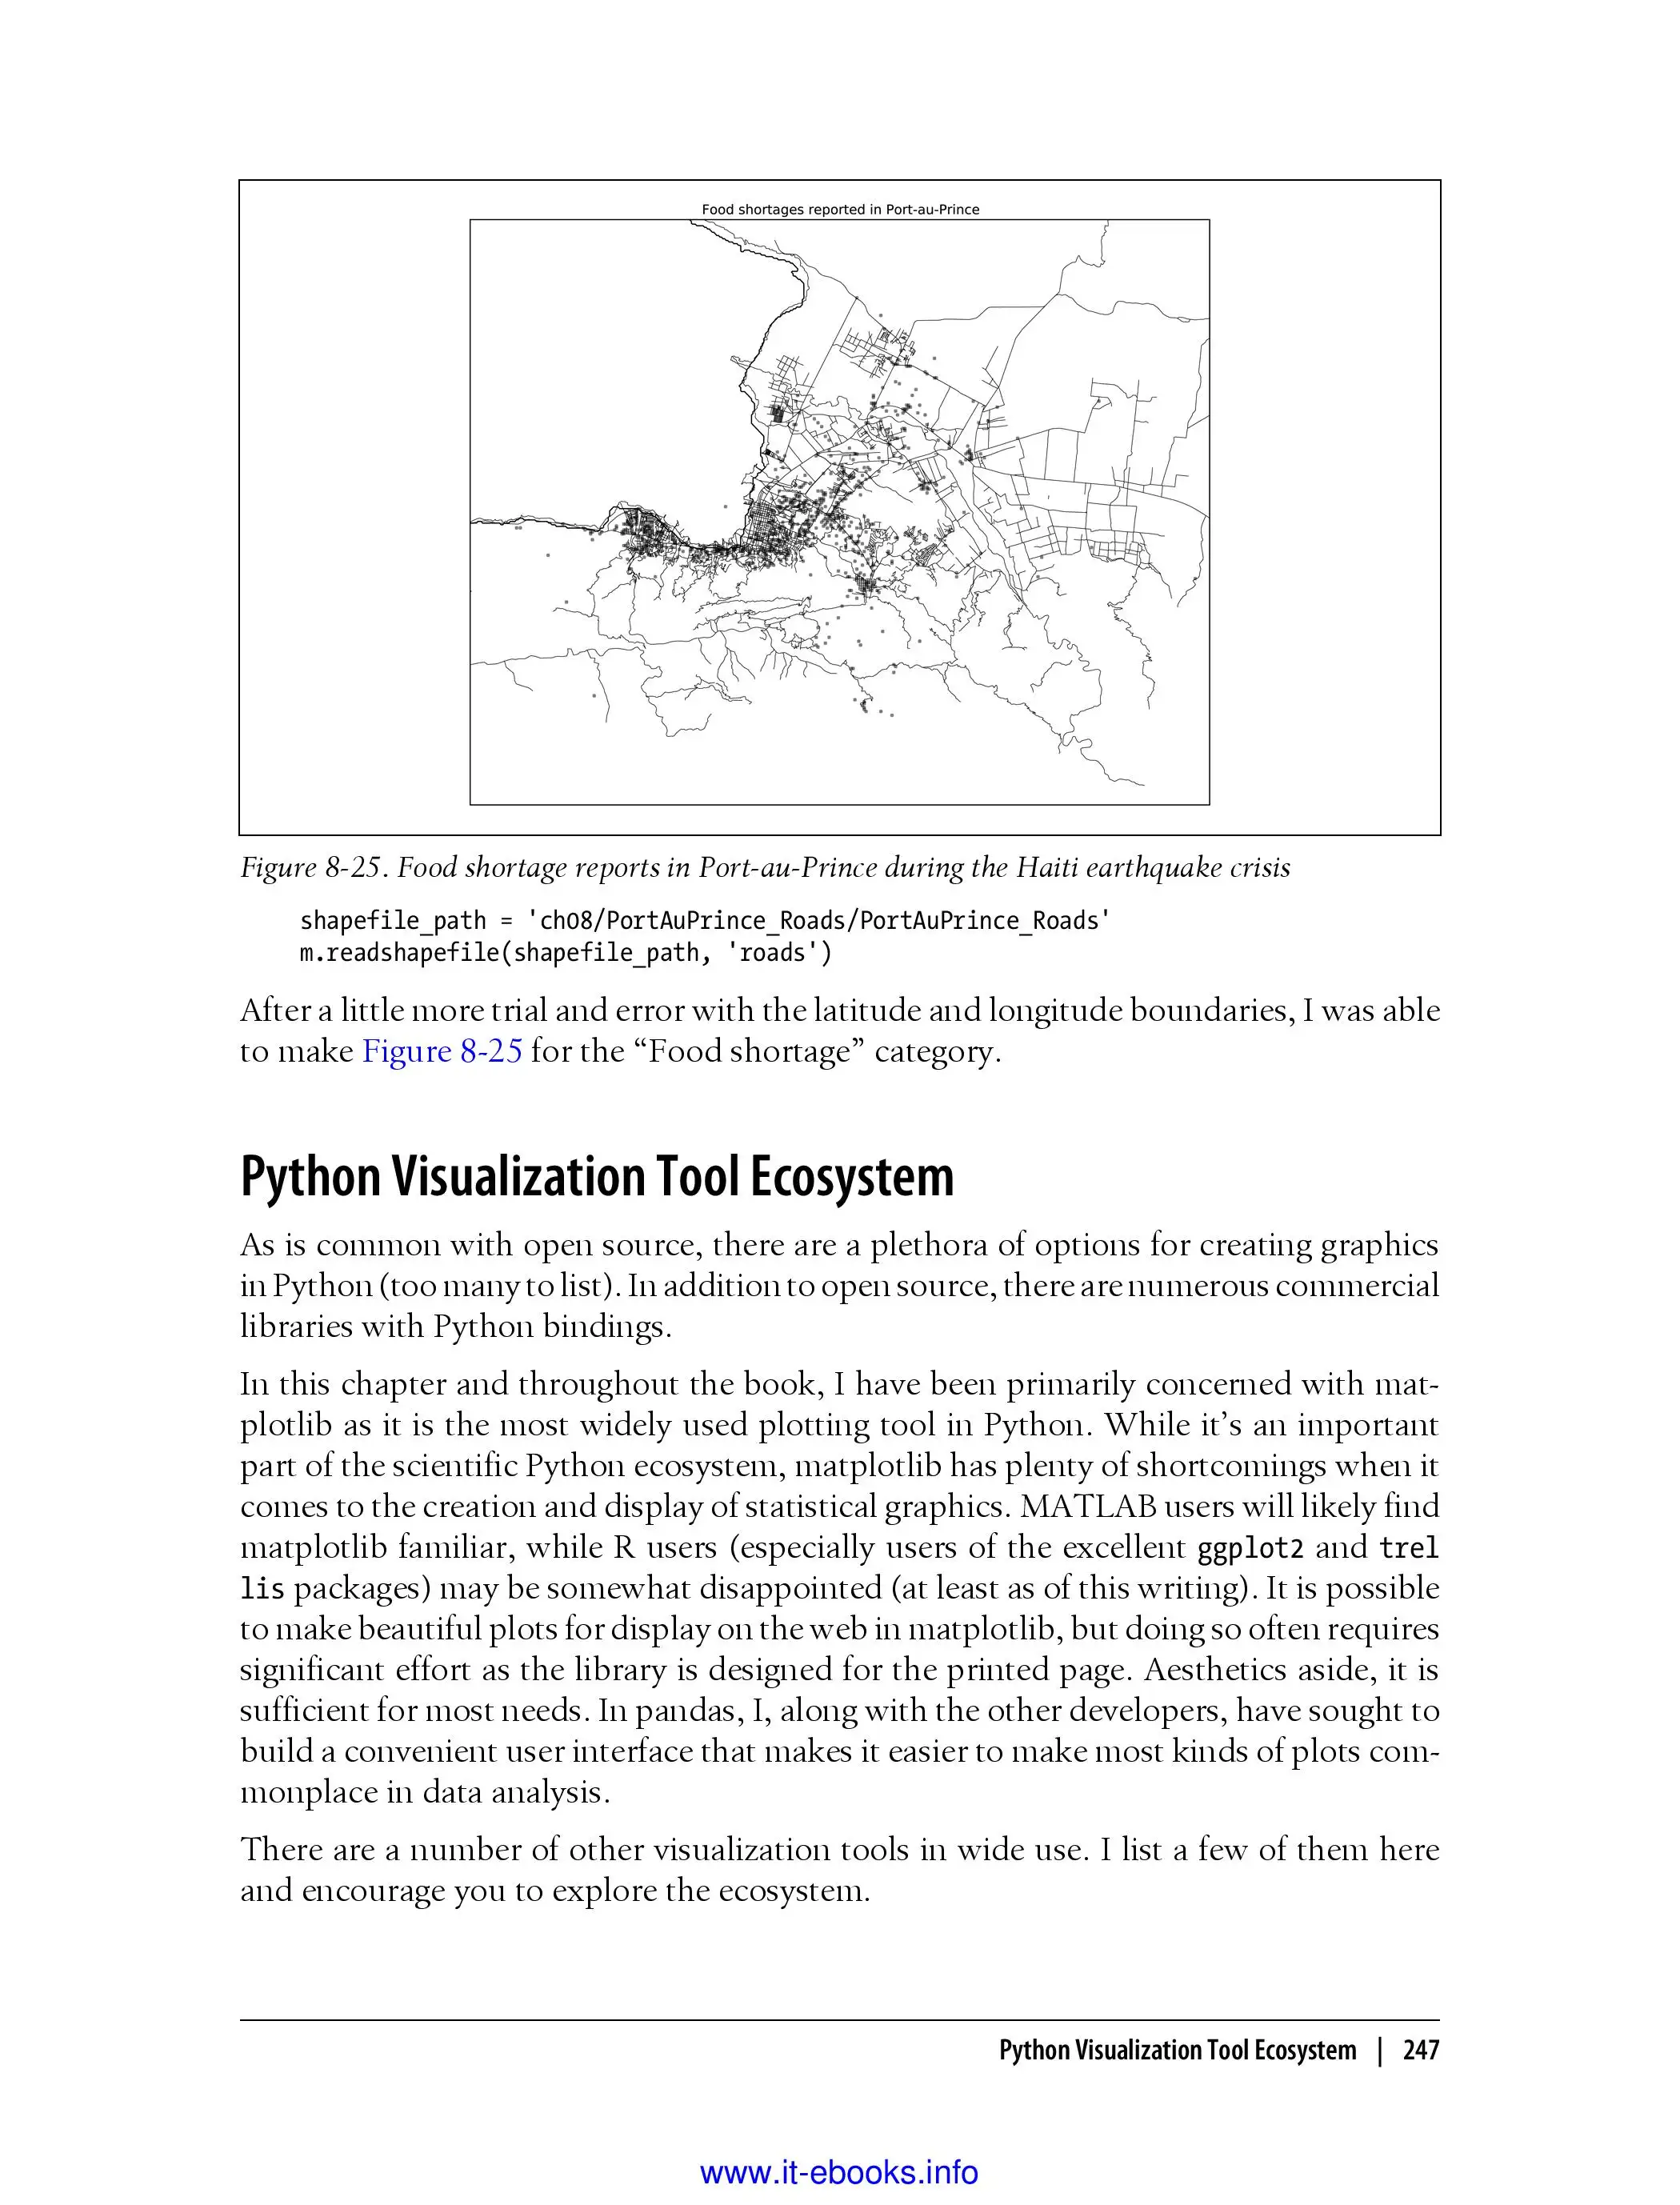 Food shortages reported in Port-au-Prince
Figure 8-25. Food shortage reports in Port-au-Prince during the Haiti earthquake crisis
shapefile_path = 'ch08/PortAuPrince_Roads/PortAuPrince_Roads'
m.readshapefile(shapefile_path, 'roads')
After a little more trial and error with the latitude and longitude boundaries, I was able
to make Figure 8-25 for the “Food shortage” category.
Python Visualization Tool Ecosystem
As is common with open source, there are a plethora of options for creating graphics
in Python (too many to list). In addition to open source, there are numerous commercial
libraries with Python bindings.
In this chapter and throughout the book, I have been primarily concerned with mat-
plotlib as it is the most widely used plotting tool in Python. While it’s an important
part of the scientific Python ecosystem, matplotlib has plenty of shortcomings when it
comes to the creation and display of statistical graphics. MATLAB users will likely find
matplotlib familiar, while R users (especially users of the excellent ggplot2 and trel
lis packages) may be somewhat disappointed (at least as of this writing). It is possible
to make beautiful plots for display on the web in matplotlib, but doing so often requires
significant effort as the library is designed for the printed page. Aesthetics aside, it is
sufficient for most needs. In pandas, I, along with the other developers, have sought to
build a convenient user interface that makes it easier to make most kinds of plots com-
monplace in data analysis.
There are a number of other visualization tools in wide use. I list a few of them here
and encourage you to explore the ecosystem.
Python Visualization Tool Ecosystem | 247
www.it-ebooks.info